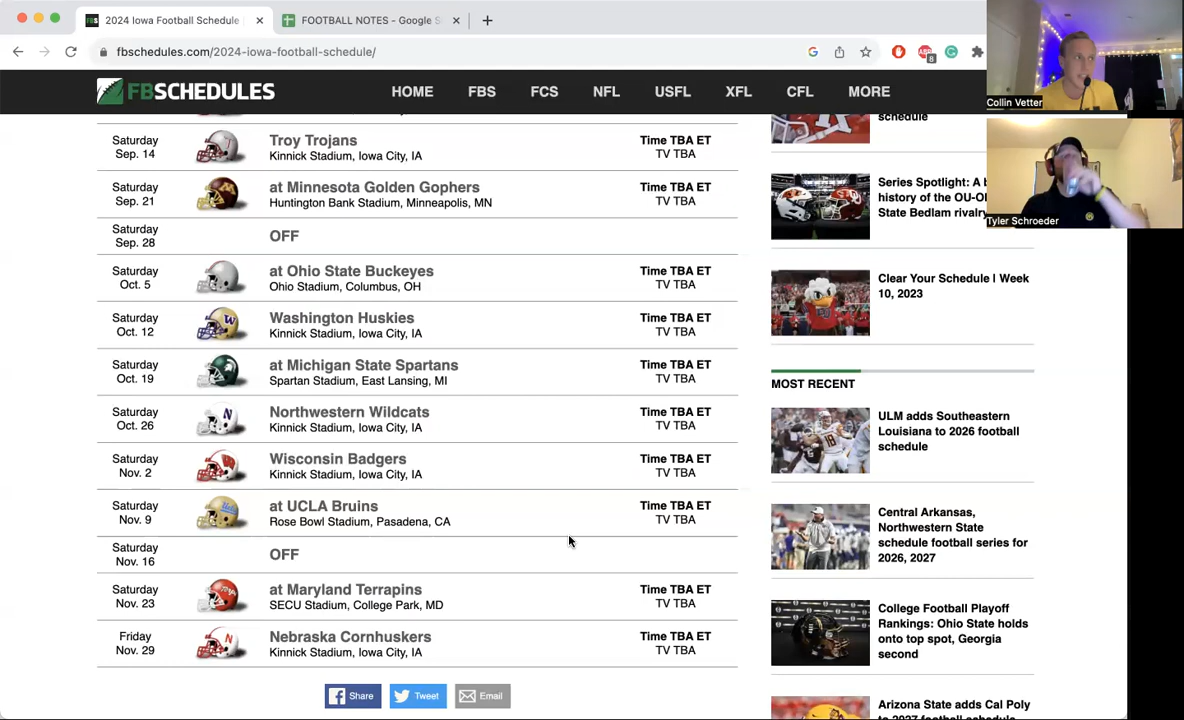 2024 Iowa Football Schedule
FOOTBALL NOTES - Google S
fbschedules.com/2024-iowa-football-schedule/
8
Collin Vetter
FBSCHEDULES
HOME
FBS
FCS
NFL
USFL
XFL
CFL
MORE
Saturday
Sep. 14
Troy Trojans
Kinnick Stadium, Iowa City, IA
Time TBA ET
TV TBA
Saturday
Sep. 21
at Minnesota Golden Gophers
Huntington Bank Stadium, Minneapolis, MN
Time TBA ET
TV TBA
Saturday
Sep. 28
OFF
Saturday
Oct. 5
at Ohio State Buckeyes
Ohio Stadium, Columbus, OH
Time TBA ET
TV TBA
Saturday
Oct. 12
Washington Huskies
Kinnick Stadium, Iowa City, IA
Time TBA ET
TV TBA
Saturday
Oct. 19
at Michigan State Spartans
Spartan Stadium, East Lansing, MI
Time TBA ET
TV TBA
Saturday
Oct. 26
Northwestern Wildcats
Kinnick Stadium, Iowa City, IA
Time TBA ET
TV TBA
Saturday
Nov. 2
Wisconsin Badgers
Kinnick Stadium, Iowa City, IA
Time TBA ET
TV TBA
Saturday
Nov. 9
at UCLA Bruins
Rose Bowl Stadium, Pasadena, CA
Time TBA ET
TV TBA
Saturday
Nov. 16
OFF
Saturday
Nov. 23
at Maryland Terrapins
SECU Stadium, College Park, MD
Time TBA ET
TV TBA
Friday
Nov. 29
Nebraska Cornhuskers
Kinnick Stadium, Iowa City, IA
Time TBA ET
TV TBA
Share
Tweet
Email
schedule
Series Spotlight: A
history of the OU-O
State Bedlam rivalry
Tyler Schroeder
Clear Your Schedule | Week
10, 2023
MOST RECENT
ULM adds Southeastern
Louisiana to 2026 football
schedule
Central Arkansas,
Northwestern State
schedule football series for
2026, 2027
College Football Playoff
Rankings: Ohio State holds
onto top spot, Georgia
second
Arizona State adds Cal Poly